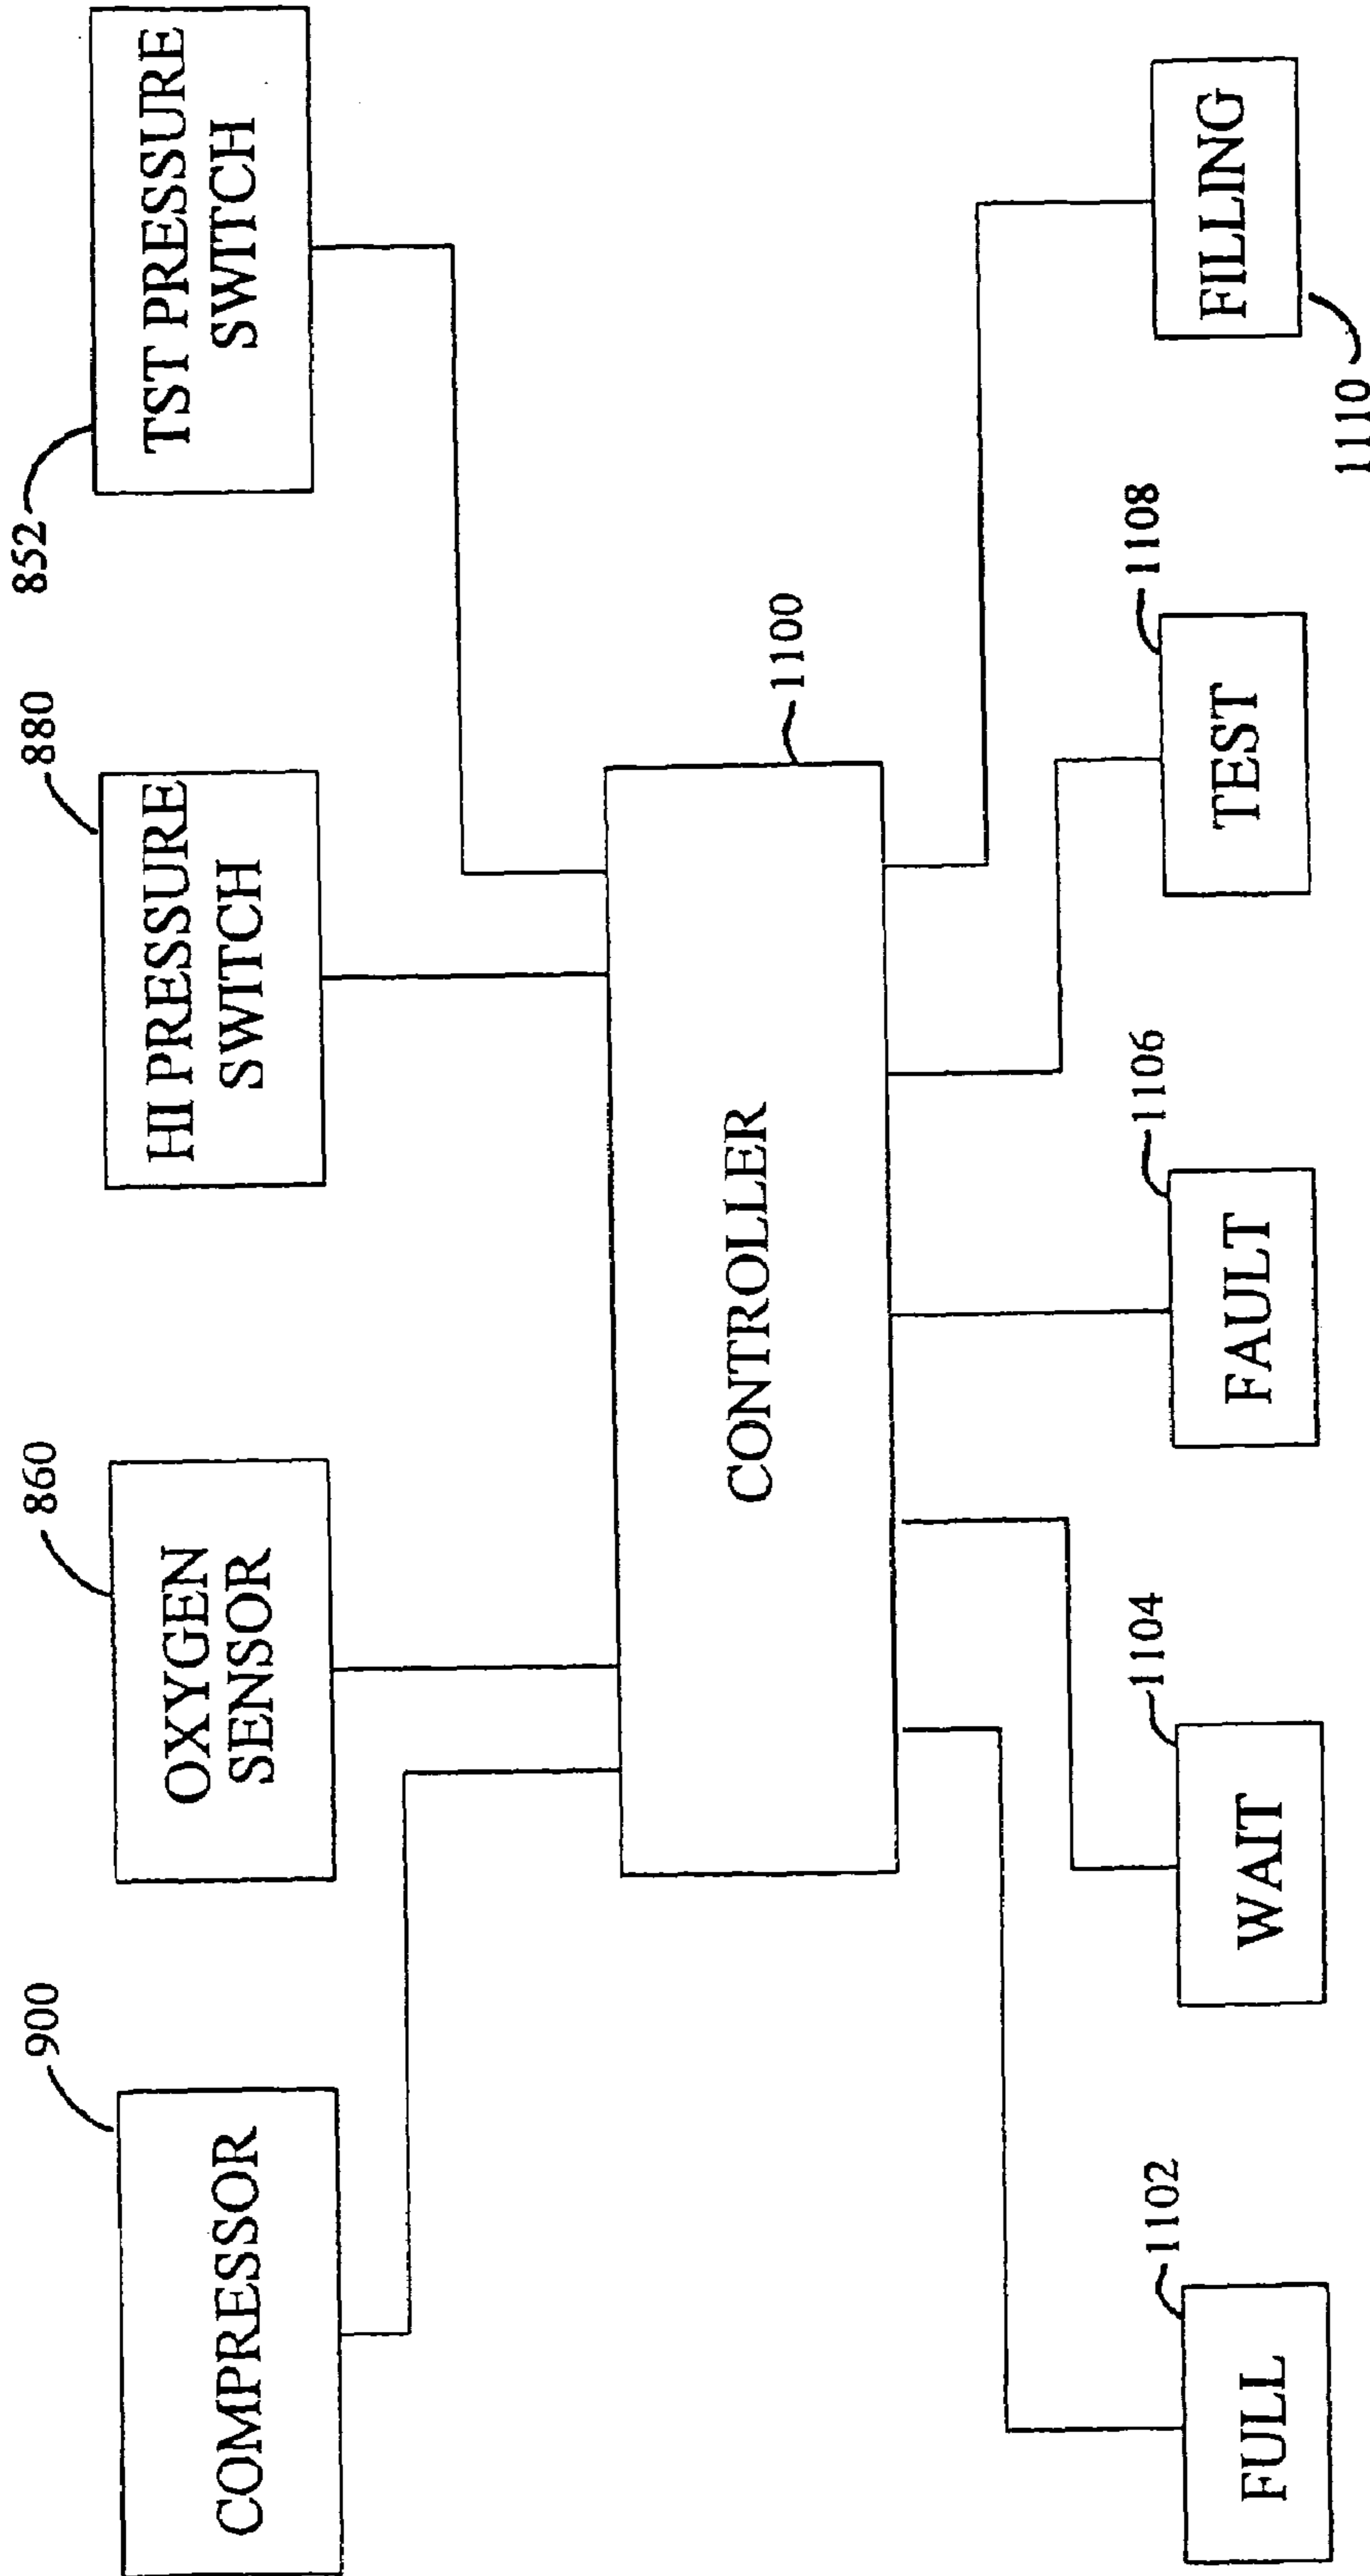 900
COMPRESSOR
860
OXYGEN
SENSOR
880
HI PRESSURE
SWITCH
852
TST PRESSURE
SWITCH
CONTROLLER
1100
1102
FULL
1104
WAIT
1106
FAULT
1108
TEST
FILLING
1110